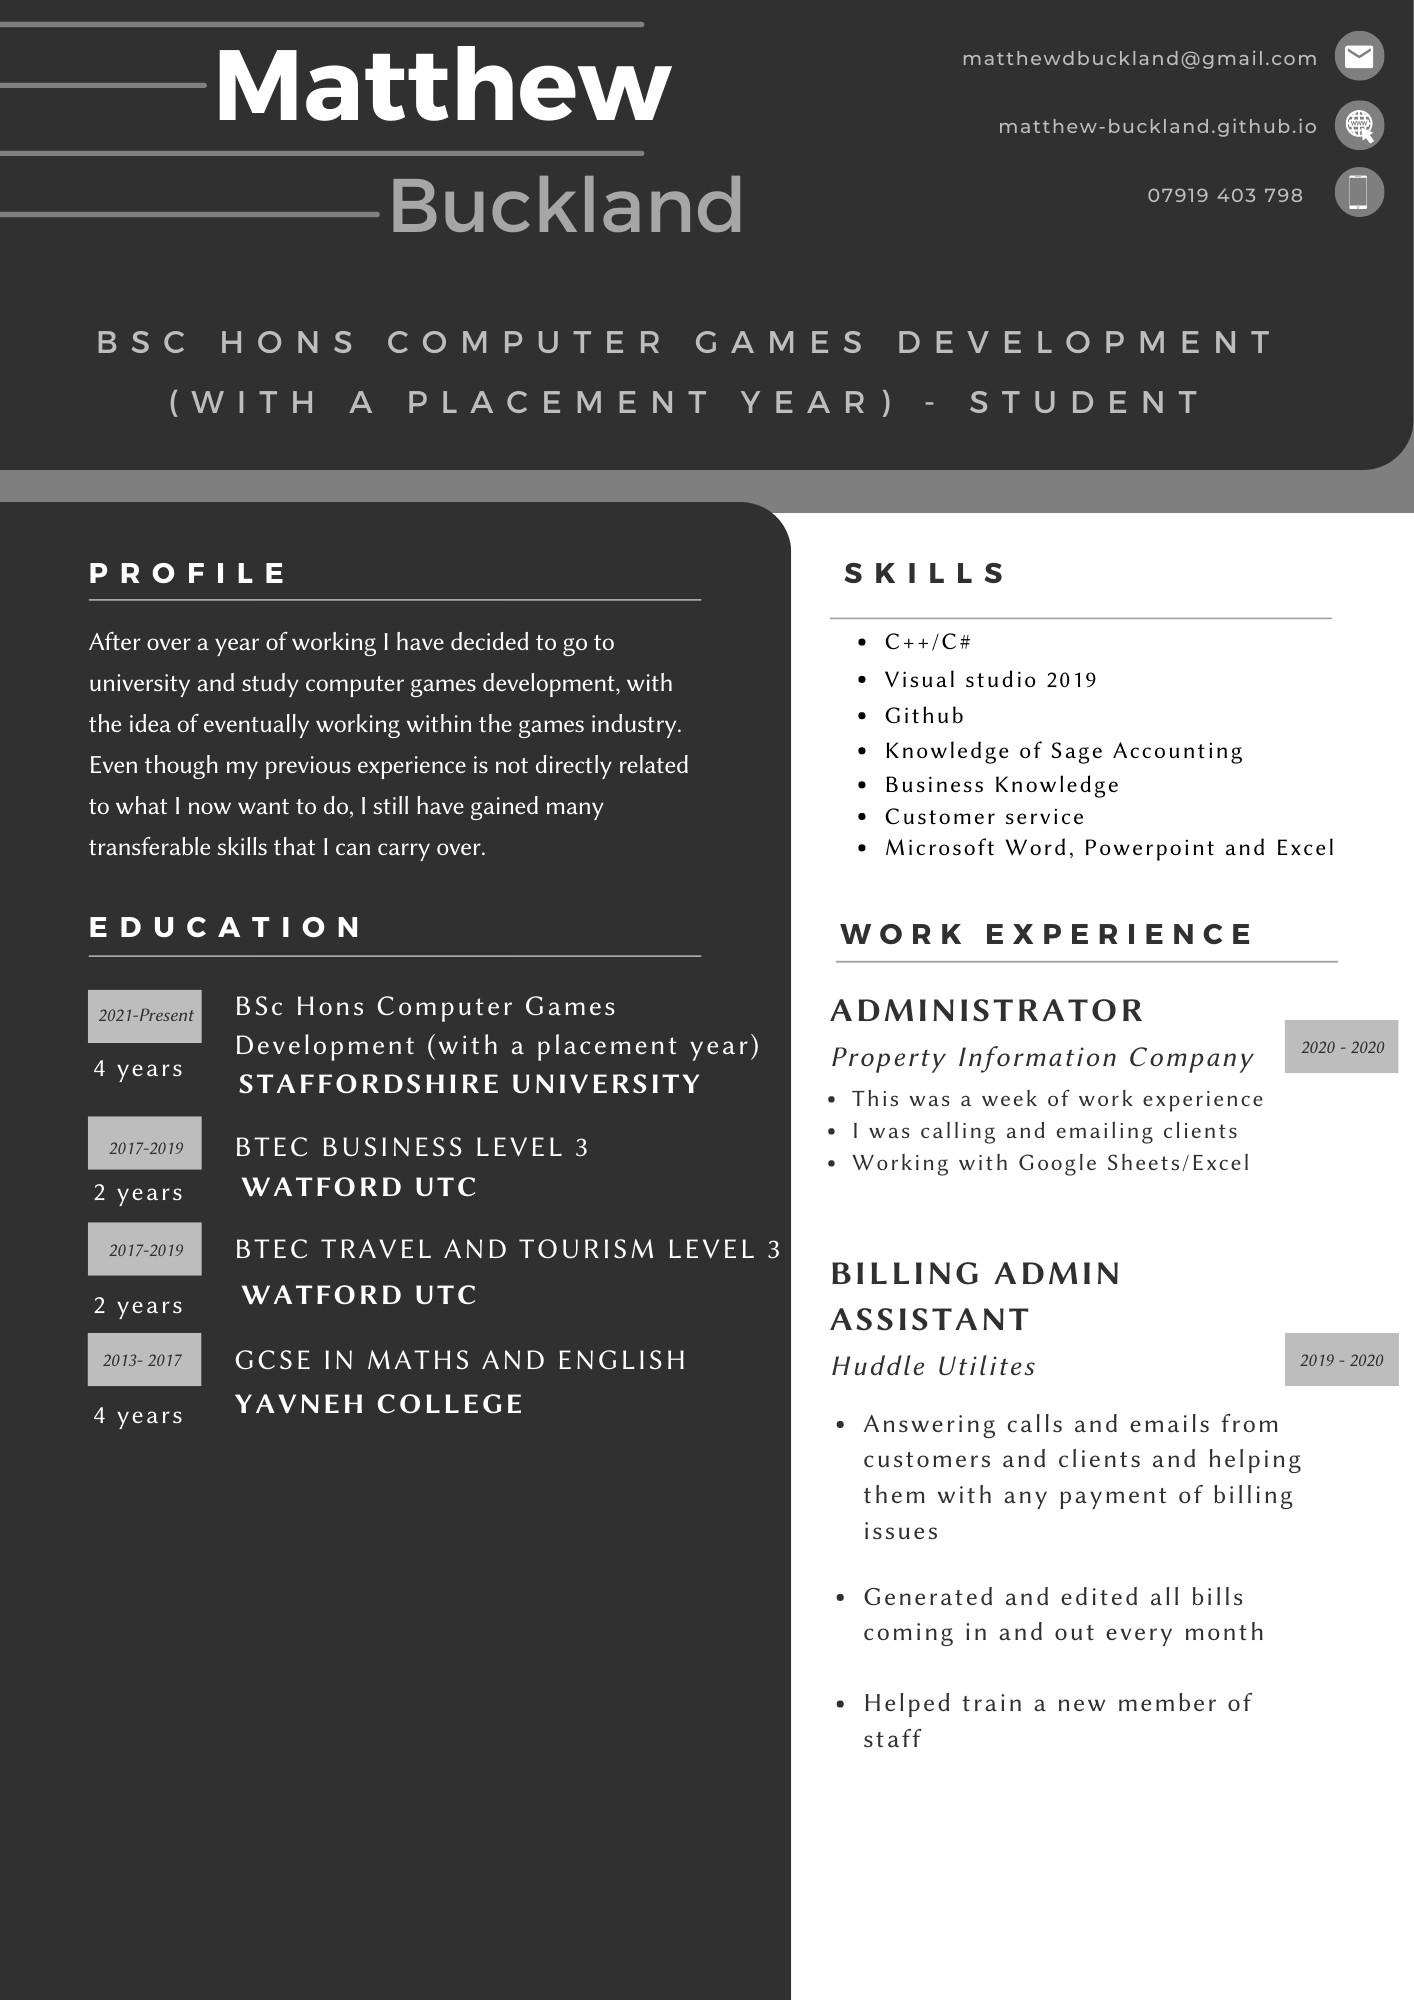 Matthew
Buckland
matthewdbuckland@gmail.com
matthew-buckland.github.io
07919 403 798
BSC HONS COMPUTER GAMES DEVELOPMENT
(WITH A PLACEMENT YEAR) - STUDENT
PROFILE
After over a year of working I have decided to go to
university and study computer games development, with
the idea of eventually working within the games industry.
Even though my previous experience is not directly related
to what I now want to do, I still have gained many
transferable skills that I can carry over.
EDUCATION
2021-Present
4 years
BSc Hons Computer Games
Development (with a placement year)
STAFFORDSHIRE UNIVERSITY
2017-2019
2 years
BTEC BUSINESS LEVEL 3
WATFORD UTC
2017-2019
2 years
BTEC TRAVEL AND TOURISM LEVEL 3
WATFORD UTC
2013- 2017
4 years
GCSE IN MATHS AND ENGLISH
YAVNEH COLLEGE
SKILLS
• C++/C#
• Visual studio 2019
• Github
• Knowledge of Sage Accounting
• Business Knowledge
• Customer service
• Microsoft Word, Powerpoint and Excel
WORK EXPERIENCE
ADMINISTRATOR
Property Information Company
2020 - 2020
• This was a week of work experience
• I was calling and emailing clients
• Working with Google Sheets/Excel
BILLING ADMIN
ASSISTANT
Huddle Utilites
2019 - 2020
• Answering calls and emails from
customers and clients and helping
them with any payment of billing
issues
• Generated and edited all bills
coming in and out every month
• Helped train a new member of
staff